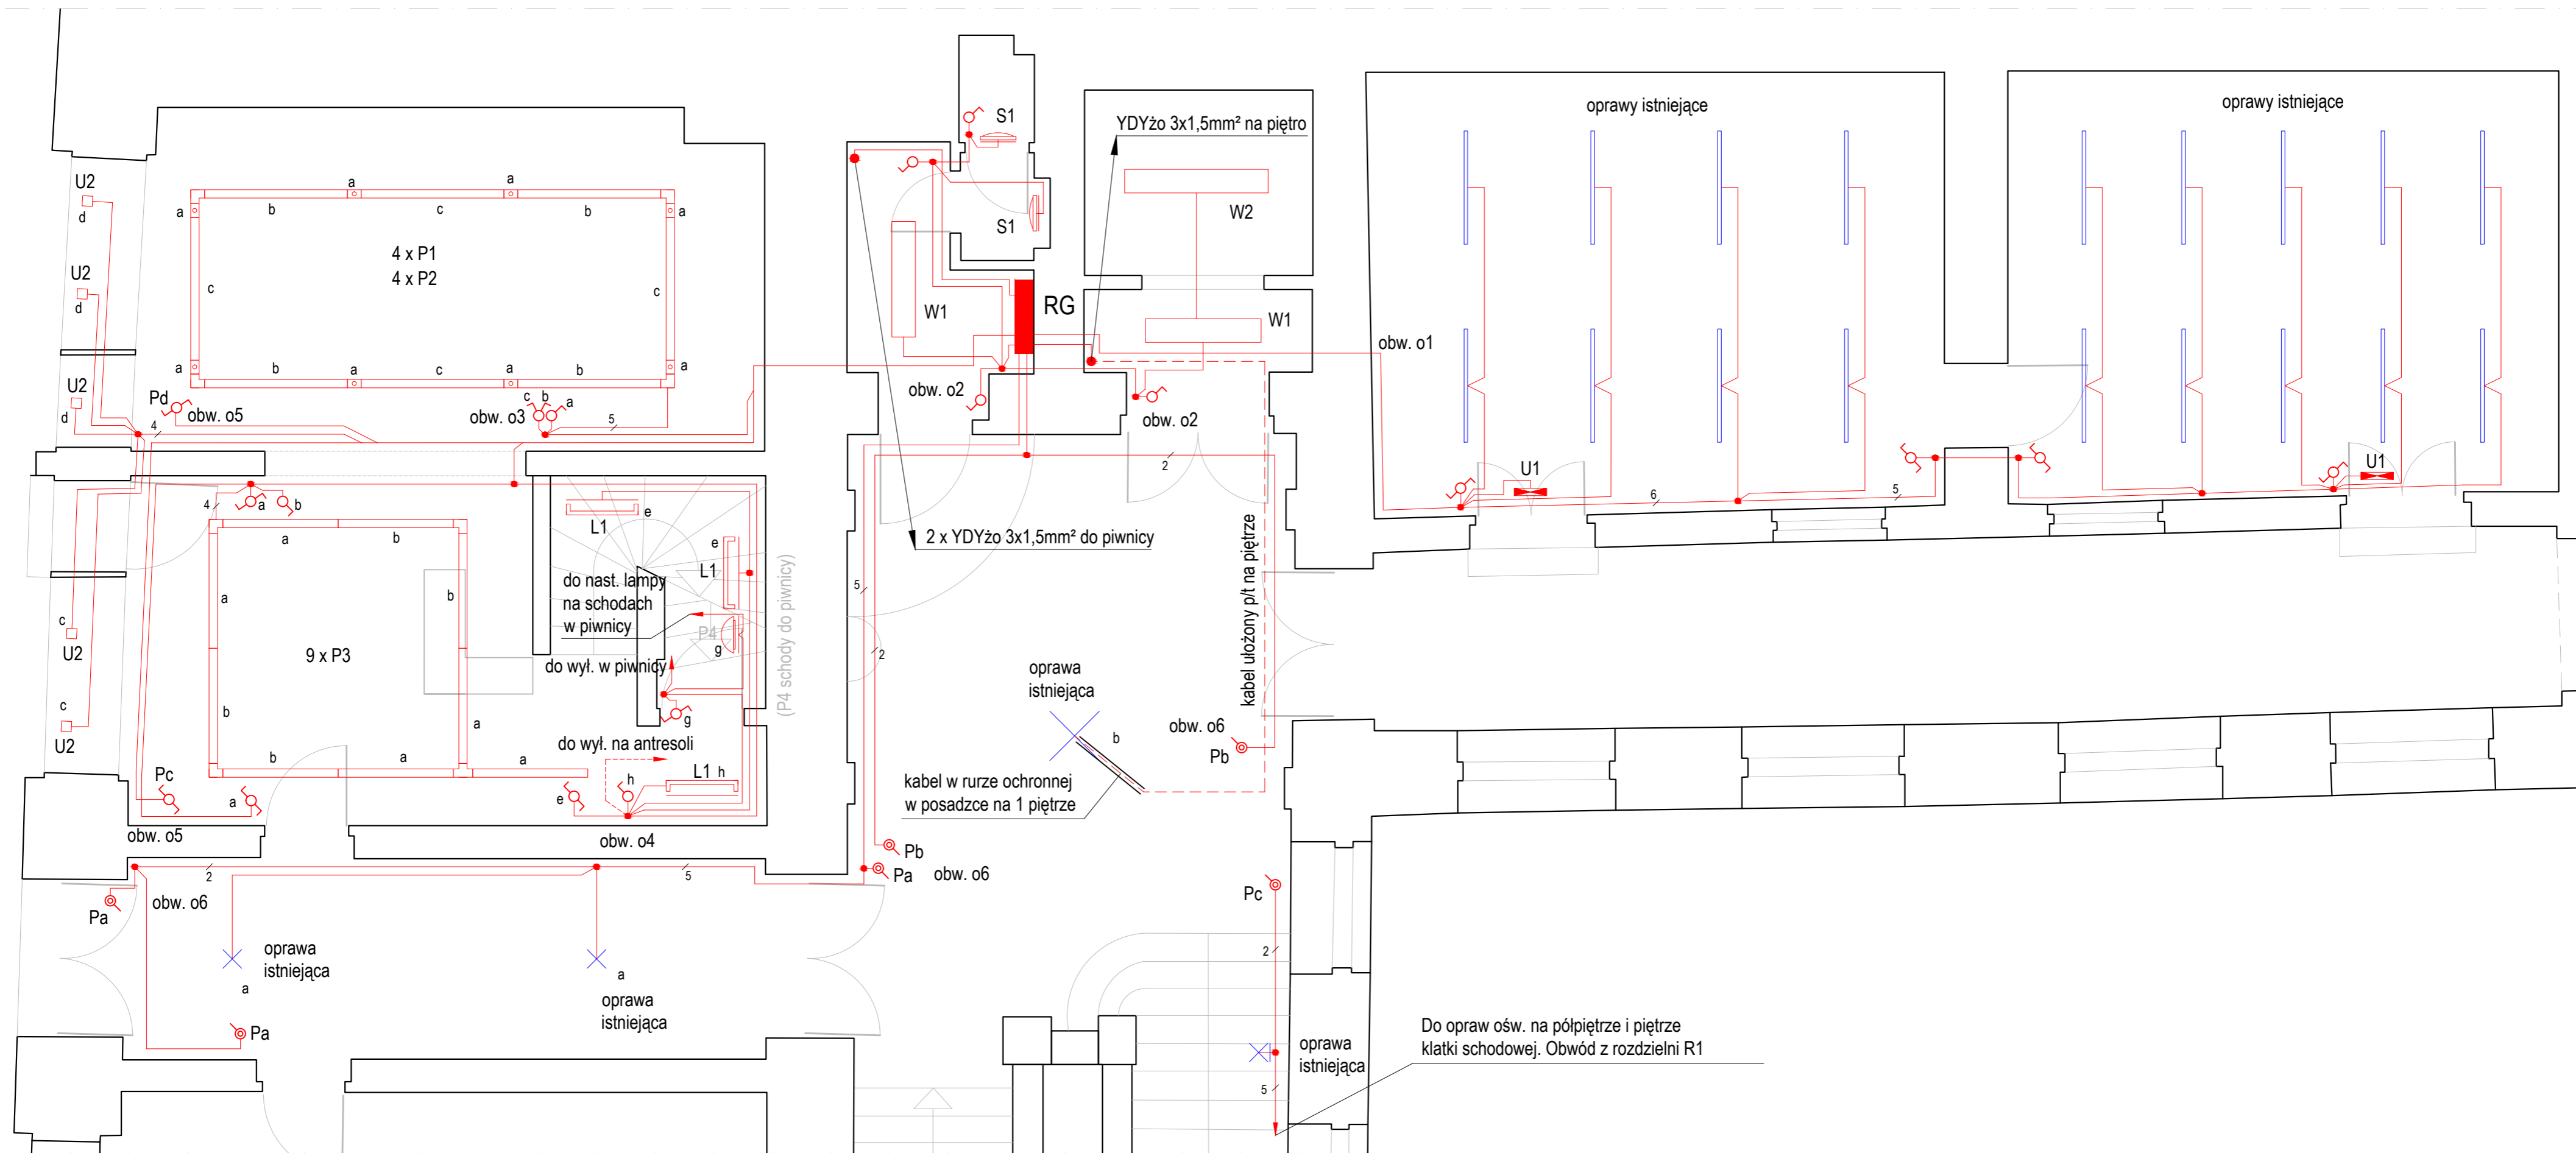 oprawy istniejące
oprawy istniejące
S1
YDYżo 3x1,5mm² na piętro
U2
d
a
a
a
b
c
b
a
S1
W2
4 x P1
4 x P2
U2
d
c
c
W1
RG
W1
obw. o1
a
b
a
c
a
b
a
U2
d
Pd
obw. o5
4
obw. o3
c
b
a
5
obw. o2
obw. o2
2
U1
6
5
U1
4
a
b
L1
e
a
b
2 x YDYżo 3x1,5mm² do piwnicy
e
L1
do nast. lampy
na schodach
w piwnicy
(P4 schody do piwnicy)
kabel ułożony p/t na piętrze
5
a
b
c
U2
9 x P3
P4
g
do wył. w piwnicy
2
oprawa
istniejąca
c
U2
b
a
g
do wył. na antresoli
b
obw. o6
Pb
b
a
a
Pc
a
e
h
L1
h
kabel w rurze ochronnej
w posadzce na 1 piętrze
obw. o5
obw. o4
Pb
Pa
obw. o6
2
5
Pc
Pa
obw. o6
oprawa
istniejąca
a
a
oprawa
istniejąca
2
Pa
oprawa
istniejąca
Do opraw ośw. na półpiętrze i piętrze
klatki schodowej. Obwód z rozdzielni R1
5